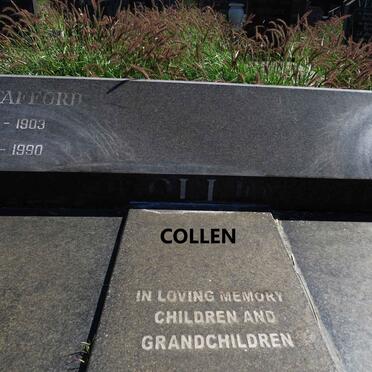 AFFORD
- 1903
- 1990
COLLEN
IN LOVING MEMORY
CHILDREN AND
GRANDCHILDREN